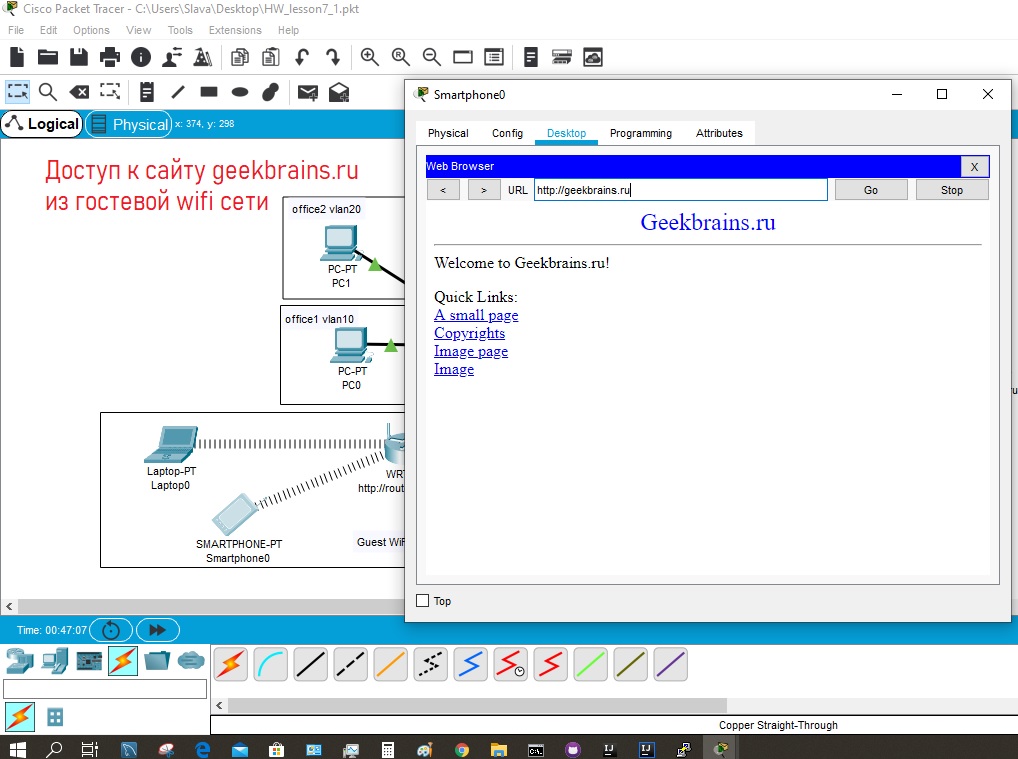 Cisco Packet Tracer - C:\Users\Slava\Desktop\HW_lesson7_1.pkt
File Edit Options View Tools Extensions Help
Logical Physical x: 374, y: 298
Доступ к сайту geekbrains.ru
из гостевой wifi сети
office2 vlan20
PC-PT
PC1
office1 vlan10
PC-PT
PC0
Laptop-PT
Laptop0
WR
http://rout
SMARTPHONE-PT
Smartphone0
Guest WiF
Smartphone0
Physical Config Desktop Programming Attributes
Web Browser X
< > URL http://geekbrains.ru Go Stop
Geekbrains.ru
Welcome to Geekbrains.ru!
Quick Links:
A small page
Copyrights
Image page
Image
Top
Time: 00:47:07
Copper Straight-Through